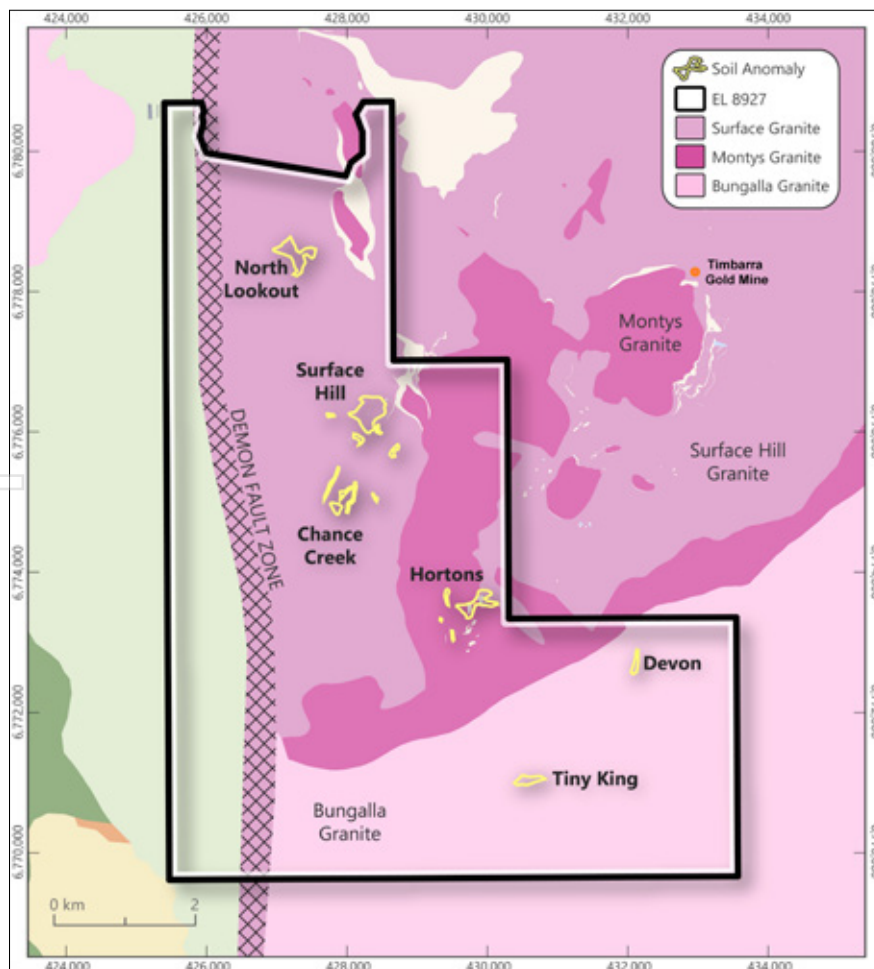 424,000 426,000 428,000 430,000 432,000 434,000
Soil Anomaly
EL 8927
Surface Granite
Montys Granite
Bungalla Granite
6,780,000
6,778,000
6,776,000
6,774,000
6,772,000
6,770,000
North
Lookout
Timbarra
Gold Mine
Montys
Granite
Surface
Hill
DEMON FAULT ZONE
Surface Hill
Granite
Chance
Creek
Hortons
Devon
Tiny King
Bungalla
Granite
0 km 2
424,000 426,000 428,000 430,000 432,000 434,000